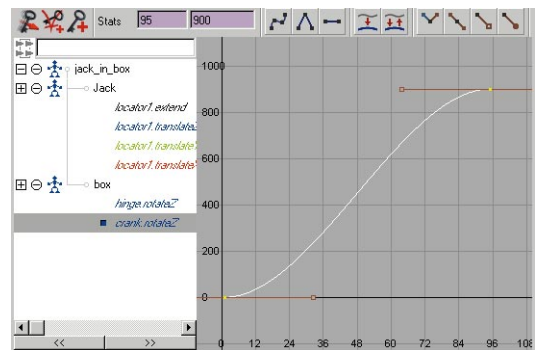 Stats 95 900
jack_in_box
Jack
locator1.extend
locator1.translateZ
locator1.translateY
locator1.translateX
box
hinge.rotateZ
crank.rotateZ
<< >>
1000
800
600
400
200
0
0 12 24 36 48 60 72 84 96 108